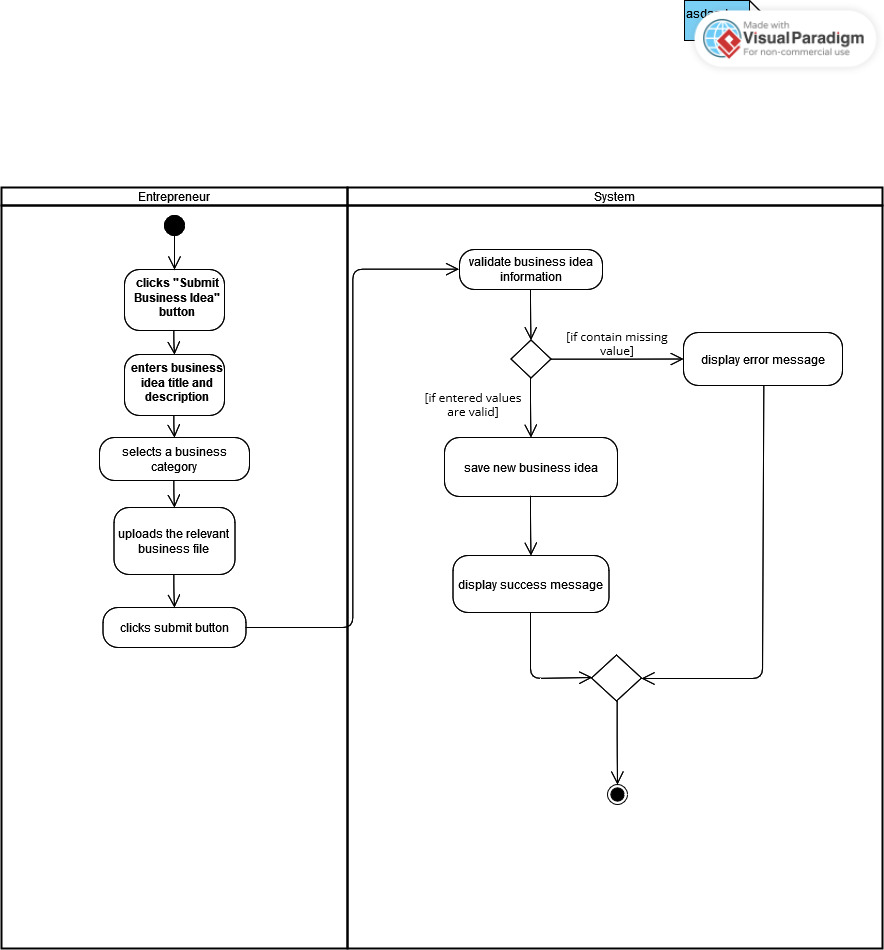 Made with
Visual Paradigm
For non-commercial use
Entrepreneur
System
clicks "Submit
Business Idea"
button
enters business
idea title and
description
selects a business
category
uploads the relevant
business file
clicks submit button
validate business idea
information
[if contain missing
value]
display error message
[if entered values
are valid]
save new business idea
display success message